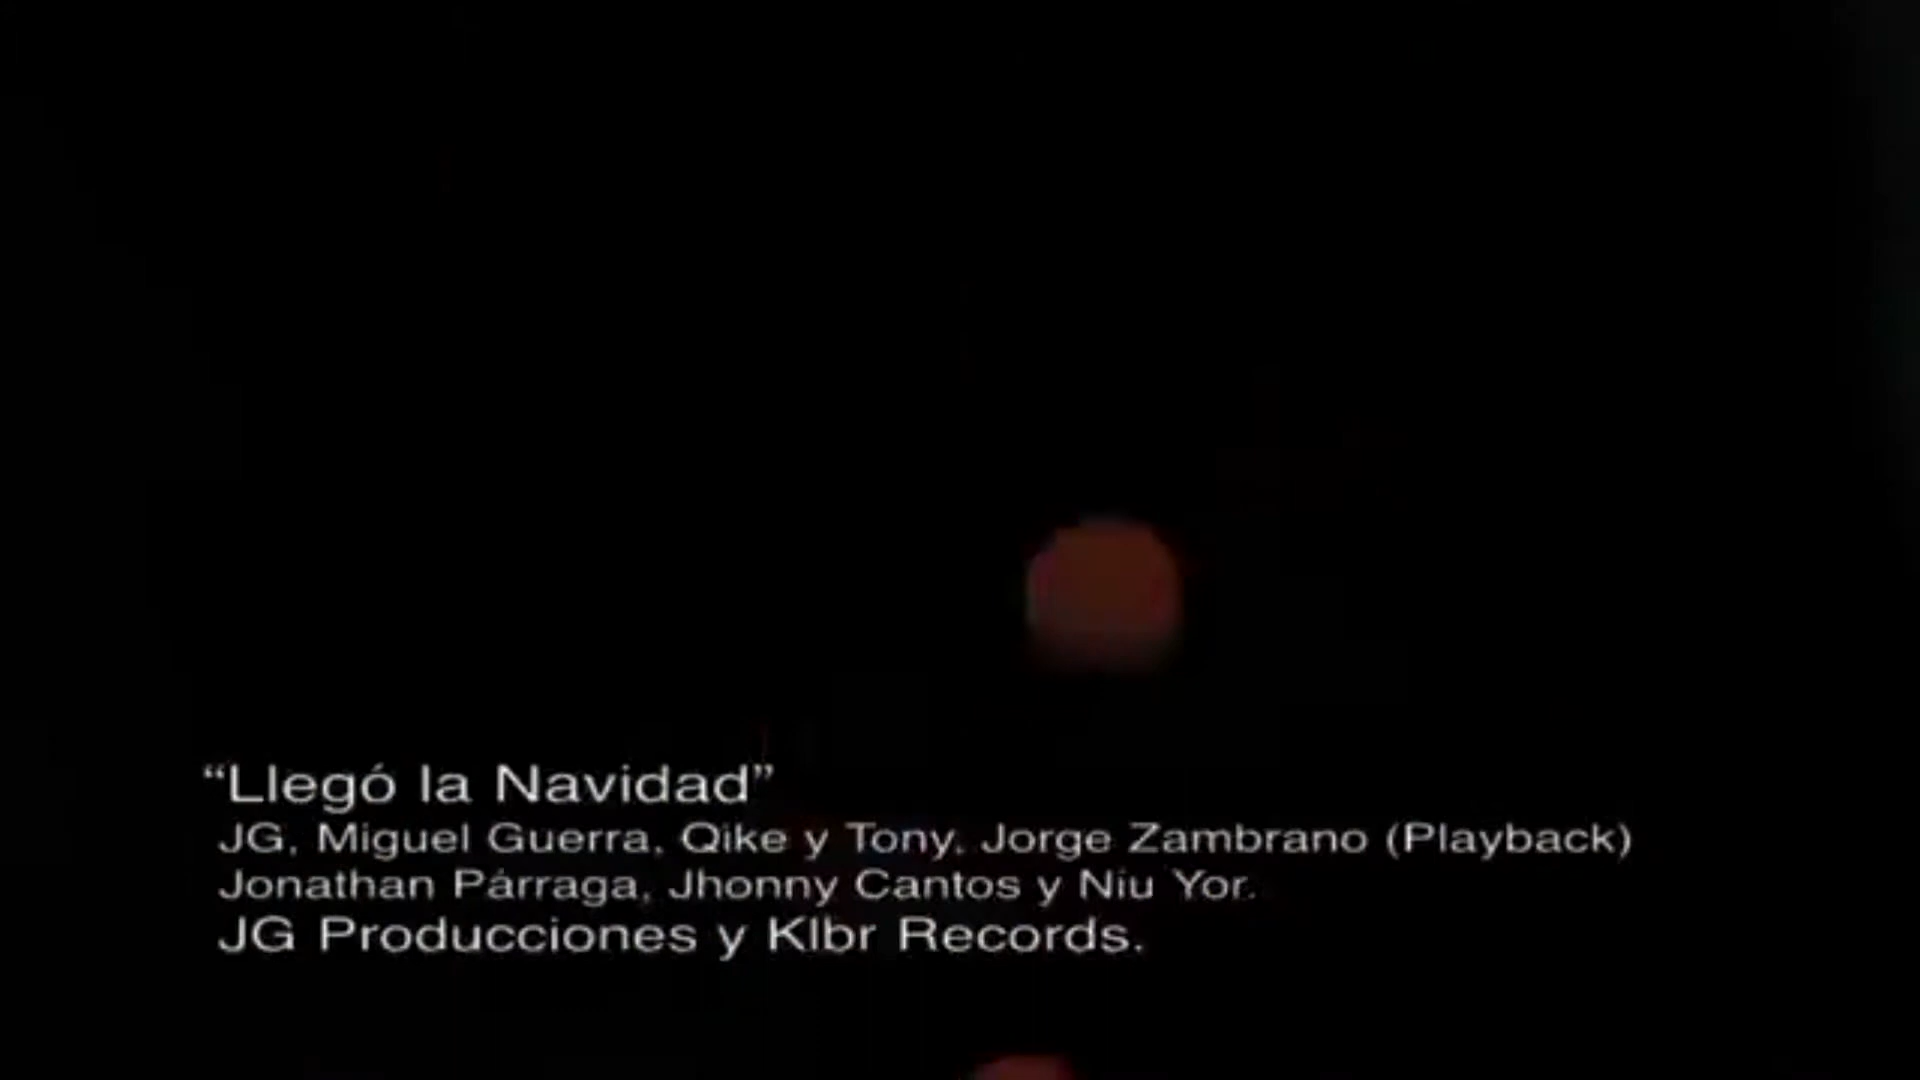 “Llegó la Navidad”
JG, Miguel Guerra, Qike y Tony, Jorge Zambrano (Playback)
Jonathan Párraga, Jhonny Cantos y Niu Yor.
JG Producciones y Klbr Records.